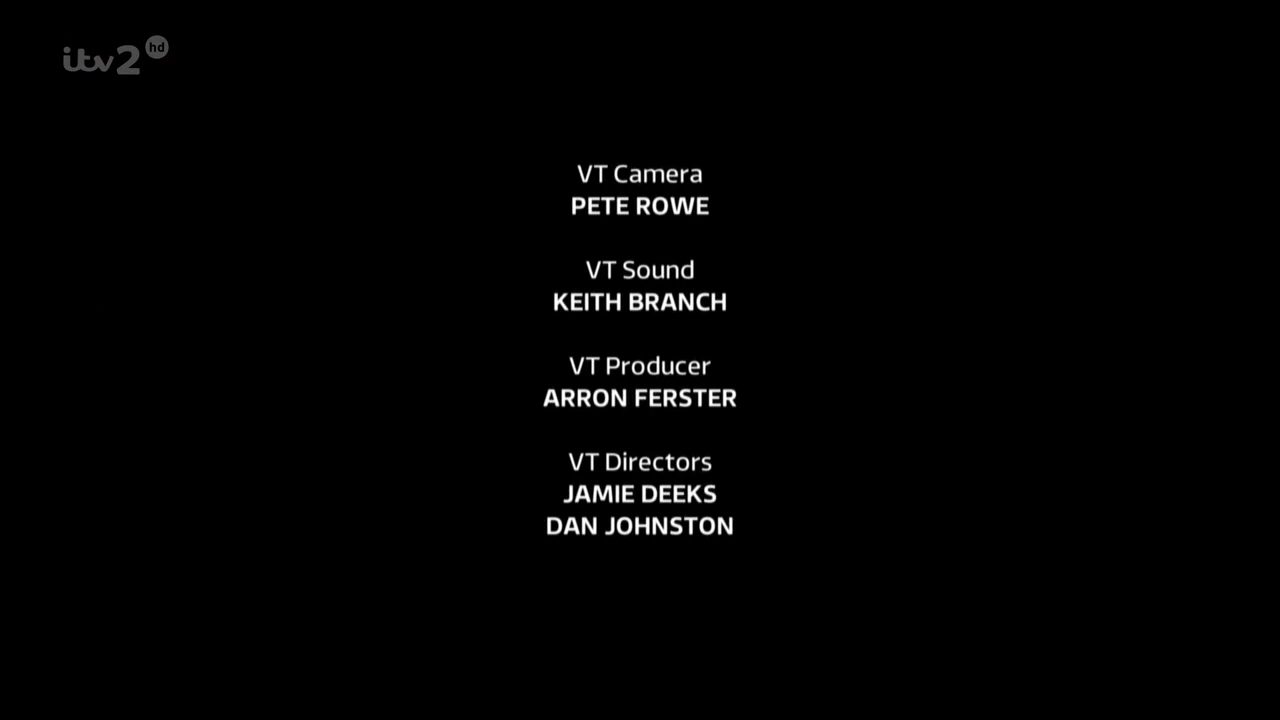 itv2 hd
VT Camera
PETE ROWE
VT Sound
KEITH BRANCH
VT Producer
ARRON FERSTER
VT Directors
JAMIE DEEKS
DAN JOHNSTON